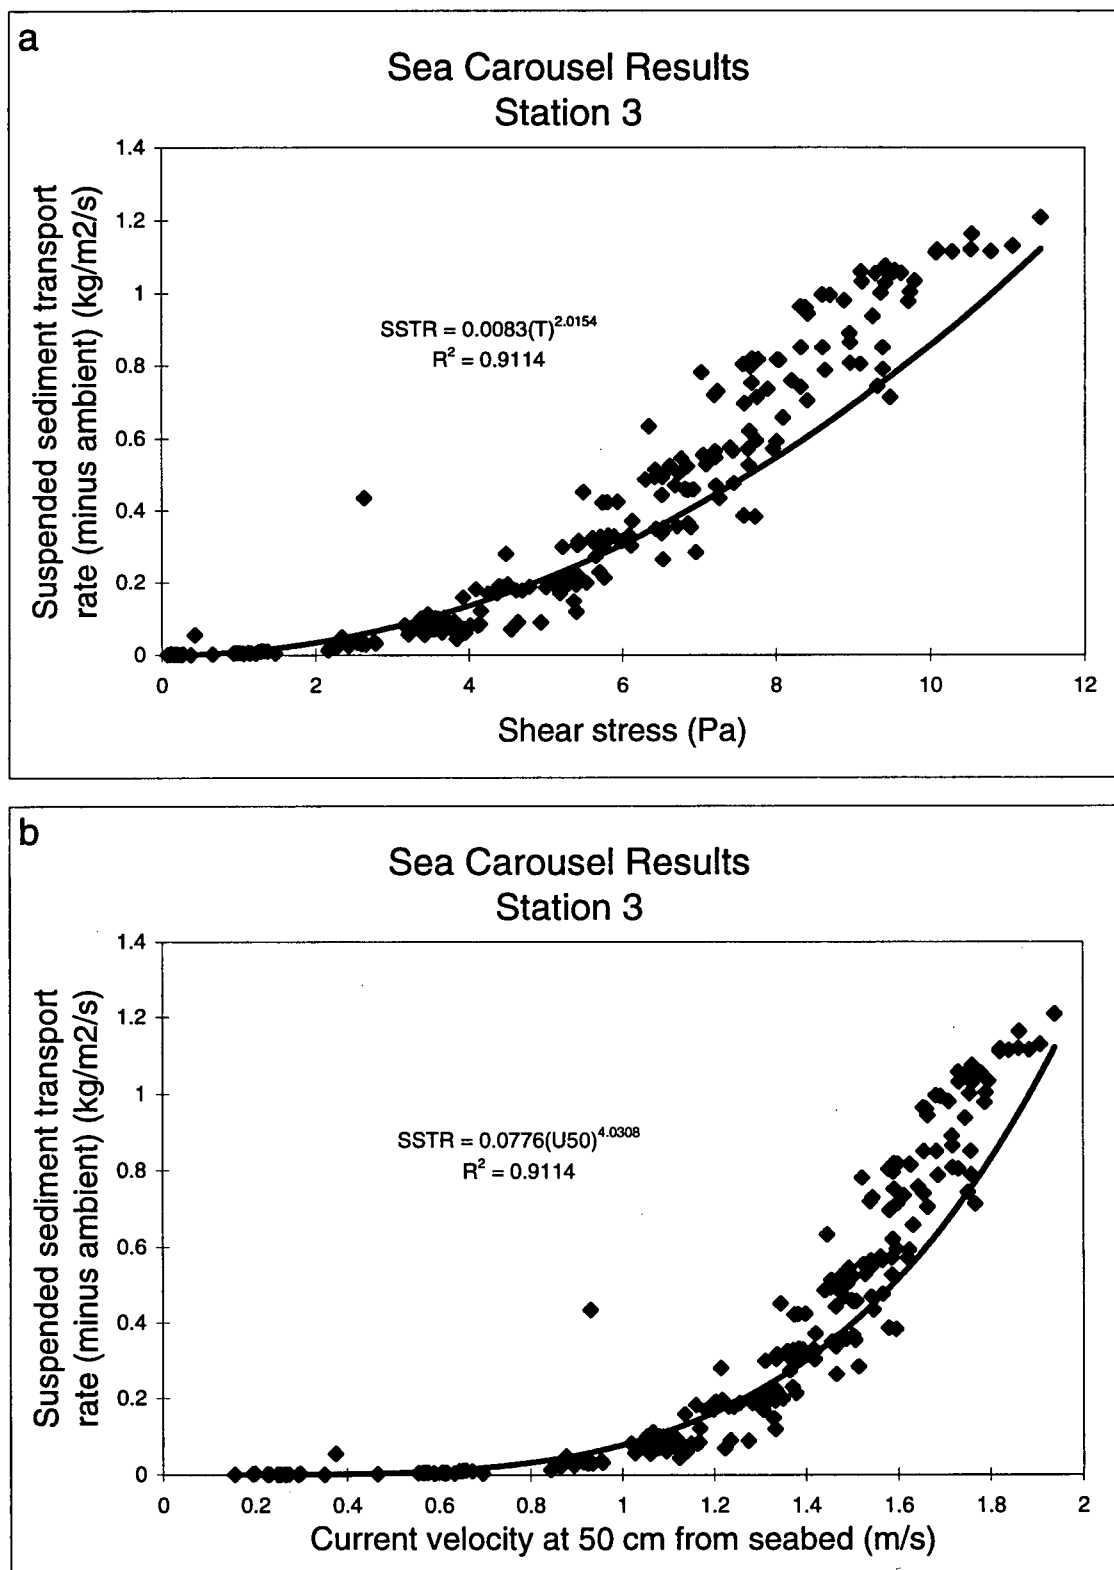 a
Sea Carousel Results
Station 3
Suspended sediment transport
rate (minus ambient) (kg/m2/s)
1.4
1.2
1
0.8
0.6
0.4
0.2
0
SSTR = 0.0083(T)^2.0154
R^2 = 0.9114
0 2 4 6 8 10 12
Shear stress (Pa)
b
Sea Carousel Results
Station 3
Suspended sediment transport
rate (minus ambient) (kg/m2/s)
1.4
1.2
1
0.8
0.6
0.4
0.2
0
SSTR = 0.0776(U50)^4.0308
R^2 = 0.9114
0 0.2 0.4 0.6 0.8 1 1.2 1.4 1.6 1.8 2
Current velocity at 50 cm from seabed (m/s)